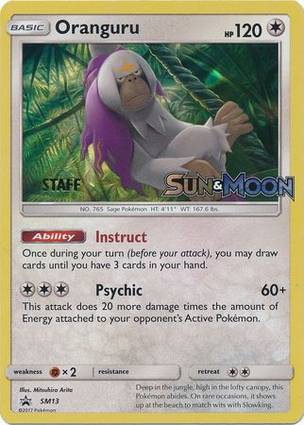 BASIC Oranguru HP 120
STAFF
SUN & MOON
NO. 765 Sage Pokémon HT: 4'11" WT: 167.6 lbs.
Ability Instruct
Once during your turn (before your attack), you may draw
cards until you have 3 cards in your hand.
Psychic 60+
This attack does 20 more damage times the amount of
Energy attached to your opponent's Active Pokémon.
weakness × 2 resistance retreat
Illus. Mitsuhiro Arita
SM13
©2017 Pokémon
Deep in the jungle, high in the lofty canopy, this
Pokémon abides. On rare occasions, it shows
up at the beach to match wits with Slowking.